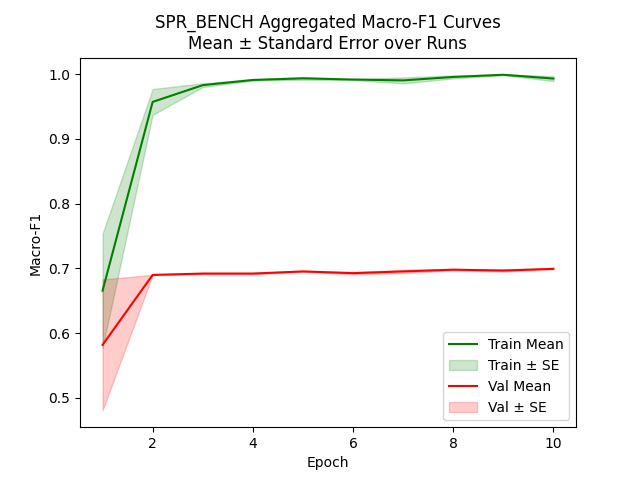 SPR_BENCH Aggregated Macro-F1 Curves
Mean ± Standard Error over Runs
Macro-F1
1.0
0.9
0.8
0.7
0.6
0.5
Train Mean
Train ± SE
Val Mean
Val ± SE
2
4
6
8
10
Epoch